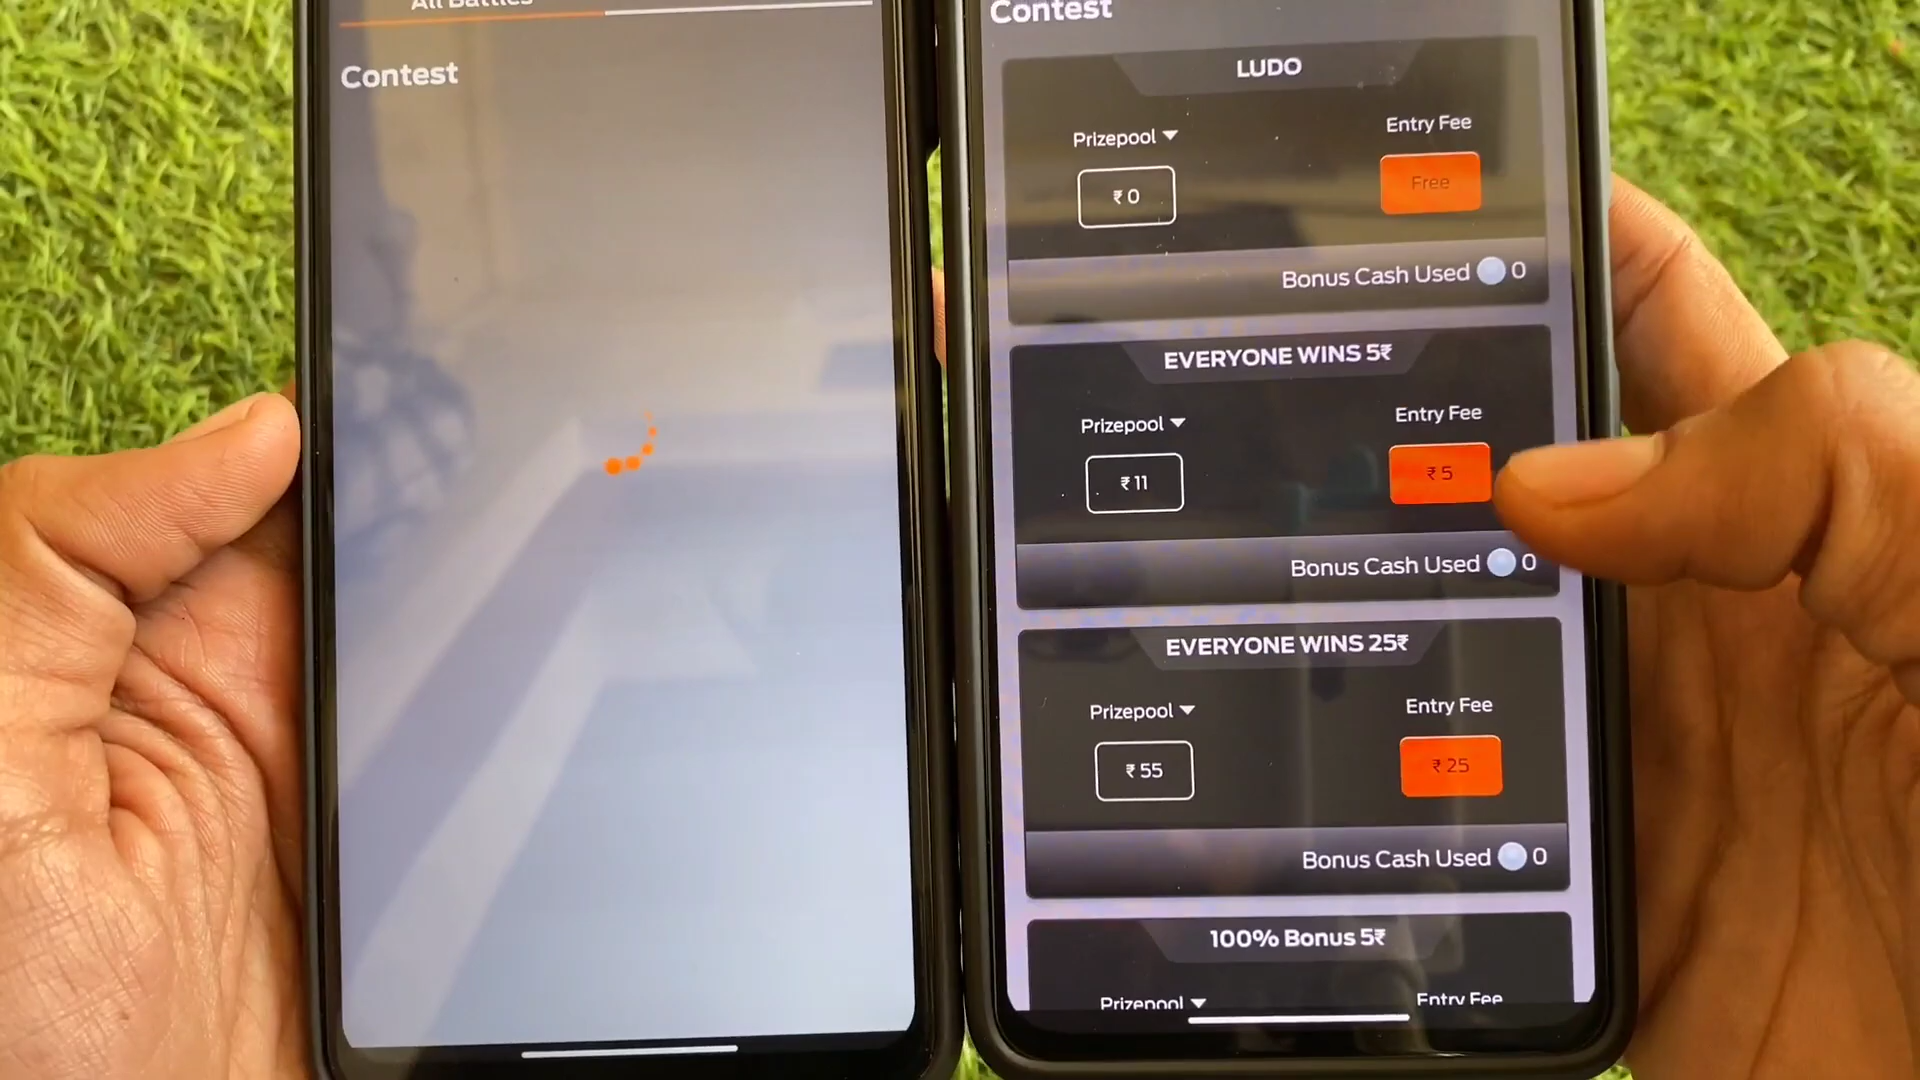 All Battles
Contest
Contest
LUDO
Prizepool
Entry Fee
₹ 0
Free
Bonus Cash Used 0
EVERYONE WINS 5₹
Prizepool
Entry Fee
₹ 11
₹ 5
Bonus Cash Used 0
EVERYONE WINS 25₹
Prizepool
Entry Fee
₹ 55
₹ 25
Bonus Cash Used 0
100% Bonus 5₹
Prizepool
Entry Fee